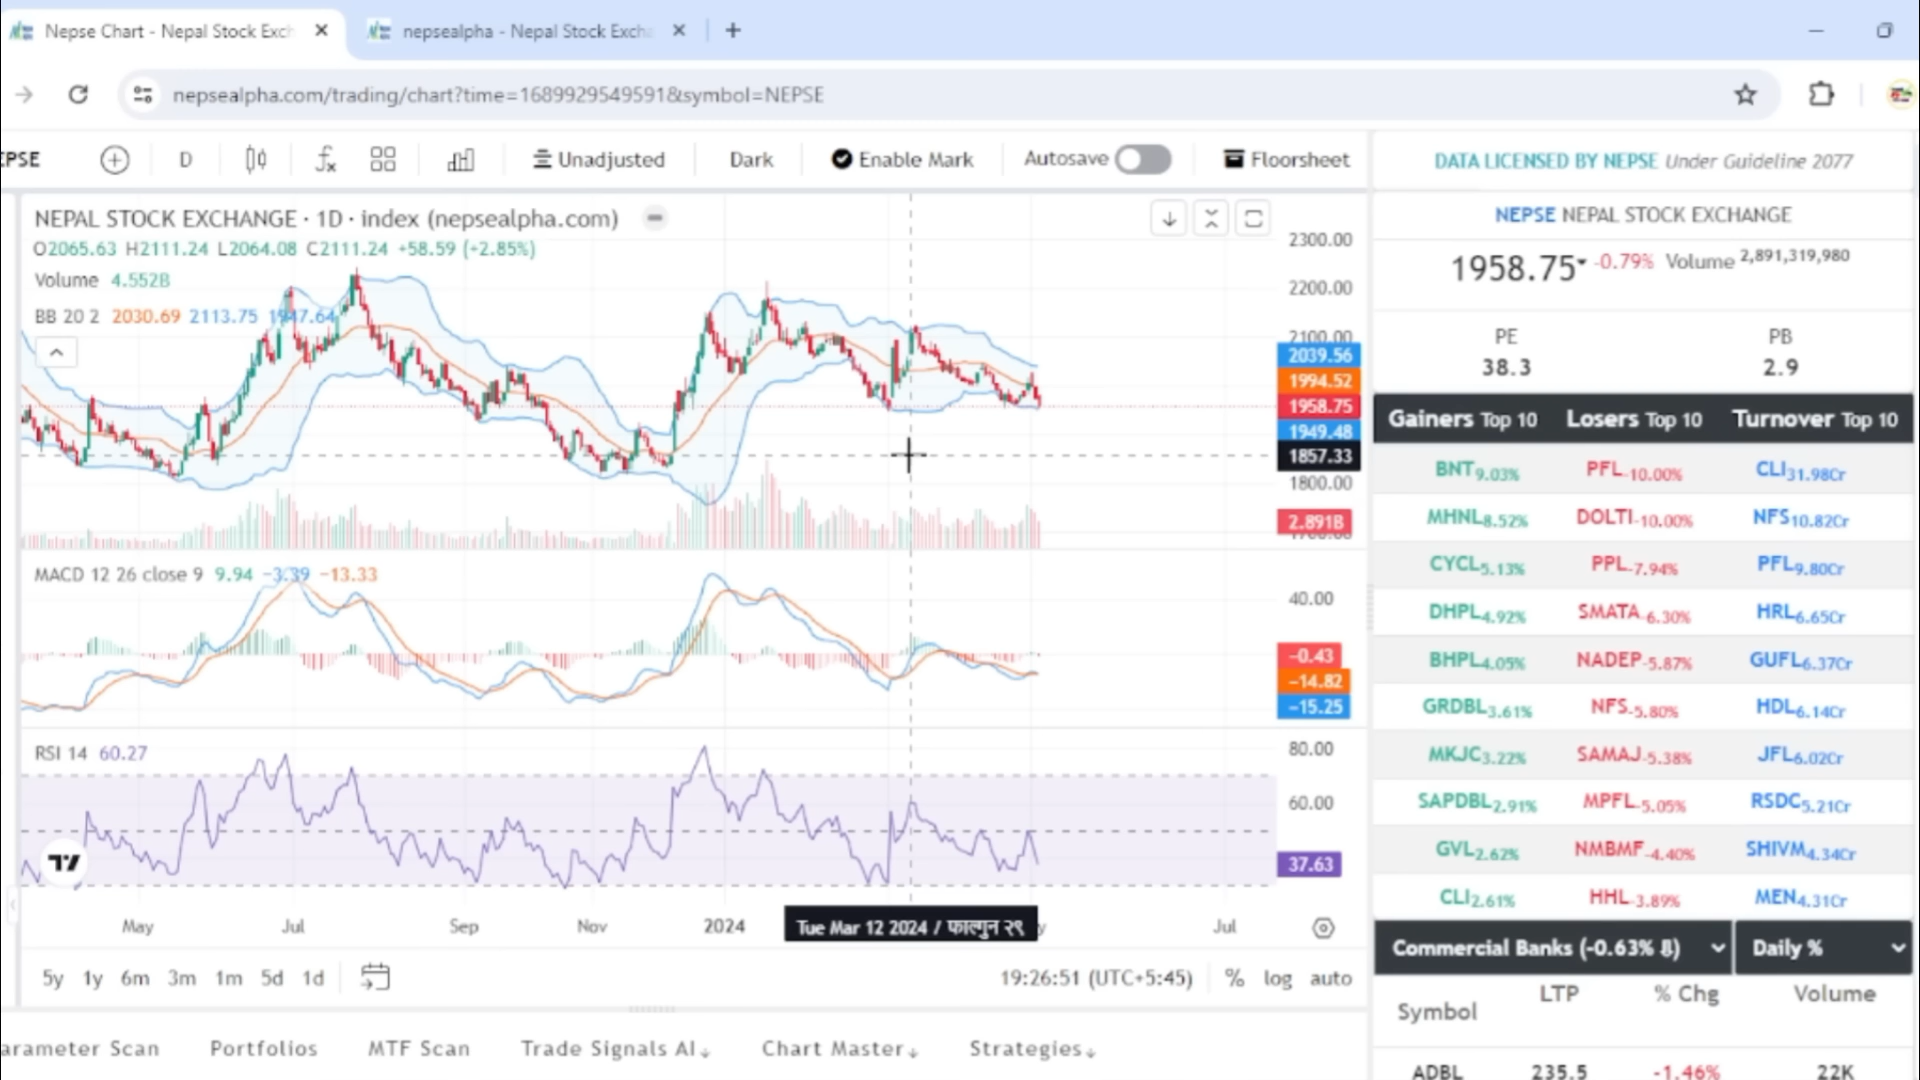 Nepse Chart - Nepal Stock Exch
nepsealpha - Nepal Stock Excha
nepsealpha.com/trading/chart?time=1689929549591&symbol=NEPSE
EPSE D Unadjusted Dark Enable Mark Autosave Floorsheet
DATA LICENSED BY NEPSE Under Guideline 2077
NEPAL STOCK EXCHANGE · 1D · index (nepsealpha.com)
O2065.63 H2111.24 L2064.08 C2111.24 +58.59 (+2.85%)
Volume 4.552B
BB 20 2 2030.69 2113.75 1947.64
2300.00
2200.00
2100.00
2039.56
1994.52
1958.75
1949.48
1857.33
1800.00
2.891B
1700.00
MACD 12 26 close 9 9.94 −3.39 −13.33
40.00
−0.43
−14.82
−15.25
RSI 14 60.27
80.00
60.00
37.63
May Jul Sep Nov 2024 Tue Mar 12 2024 / फाल्गुन २९ y Jul
5y 1y 6m 3m 1m 5d 1d 19:26:51 (UTC+5:45) % log auto
arameter Scan Portfolios MTF Scan Trade Signals AI↓ Chart Master↓ Strategies↓
NEPSE NEPAL STOCK EXCHANGE
1958.75 -0.79% Volume 2,891,319,980
PE PB
38.3 2.9
Gainers Top 10 Losers Top 10 Turnover Top 10
BNT9.03% PFL-10.00% CLI31.98Cr
MHNL8.52% DOLTI-10.00% NFS10.82Cr
CYCL5.13% PPL-7.94% PFL9.80Cr
DHPL4.92% SMATA-6.30% HRL6.65Cr
BHPL4.05% NADEP-5.87% GUFL6.37Cr
GRDBL3.61% NFS-5.80% HDL6.14Cr
MKJC3.22% SAMAJ-5.38% JFL6.02Cr
SAPDBL2.91% MPFL-5.05% RSDC5.21Cr
GVL2.62% NMBMF-4.40% SHIVM4.34Cr
CLI2.61% HHL-3.89% MEN4.31Cr
Commercial Banks (-0.63% ⇩) Daily %
Symbol LTP % Chg Volume
ADBL 235.5 -1.46% 22K